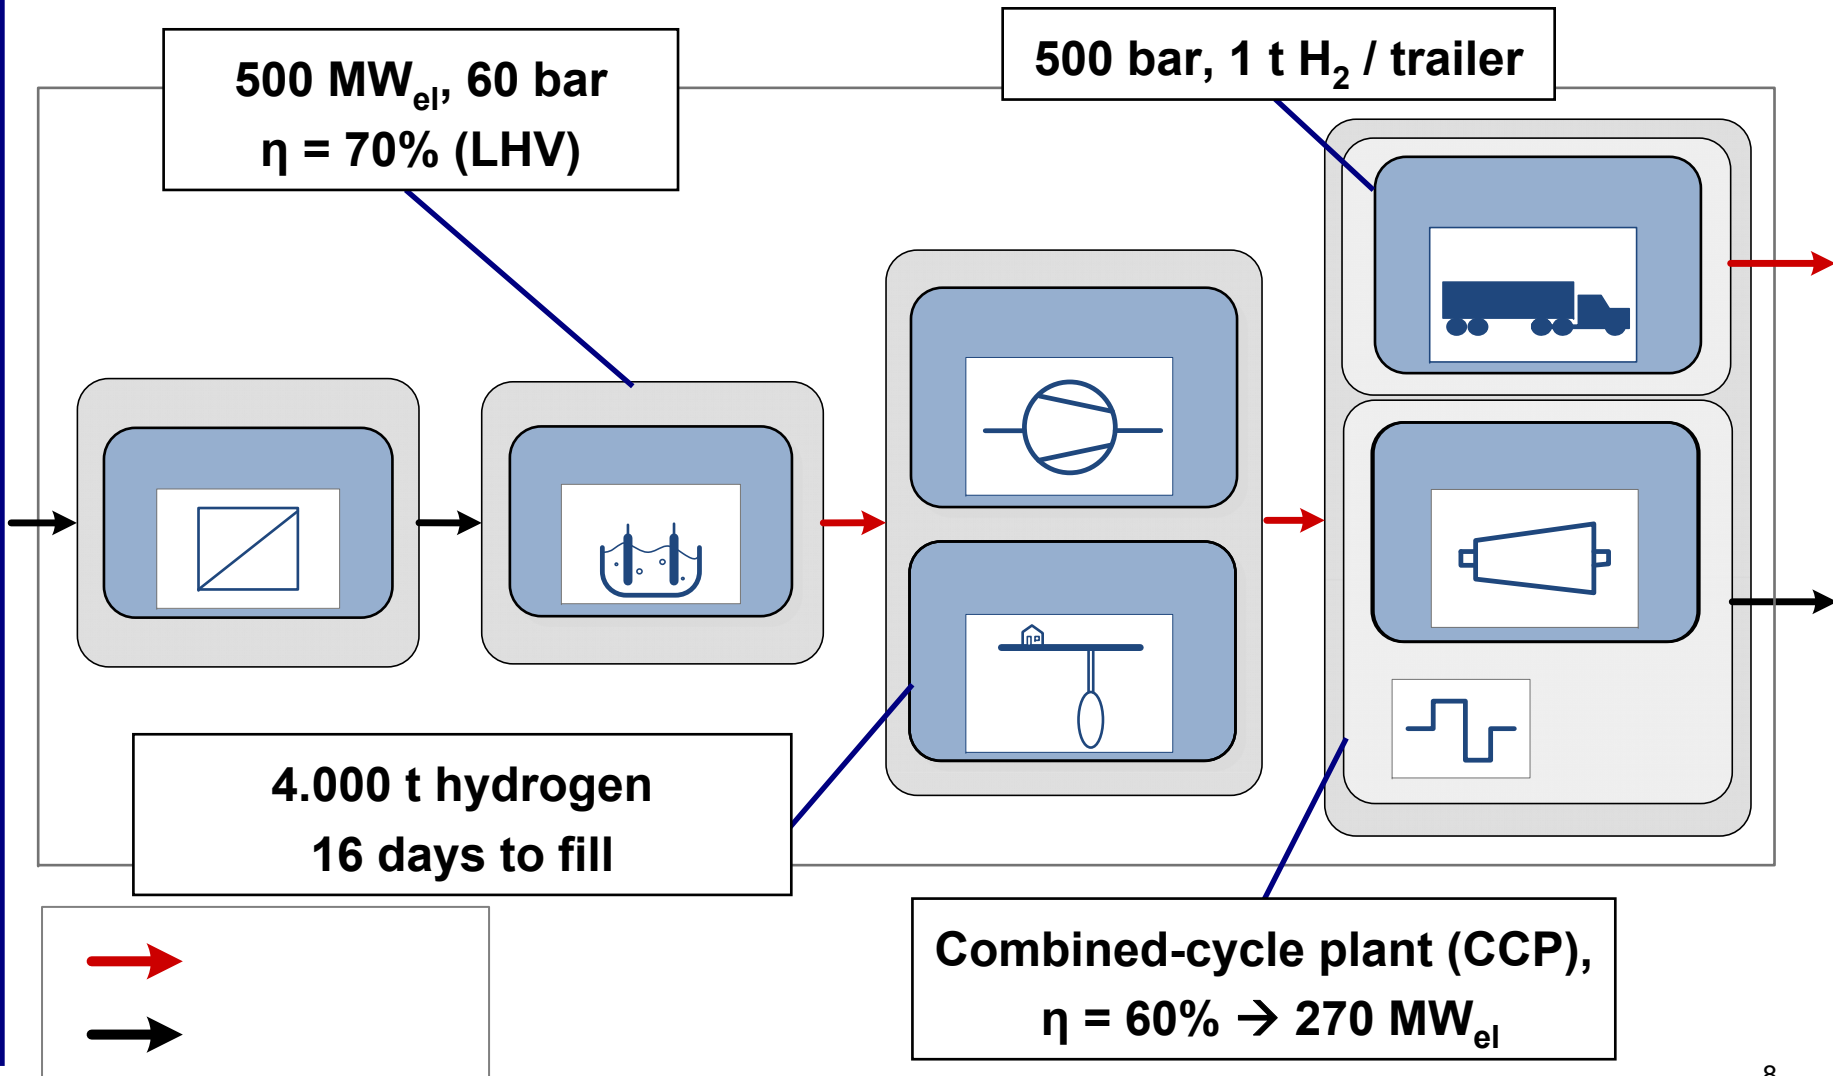 500 MWel, 60 bar
η = 70% (LHV)
500 bar, 1 t H2 / trailer
4.000 t hydrogen
16 days to fill
Combined-cycle plant (CCP),
η = 60% → 270 MWel
8